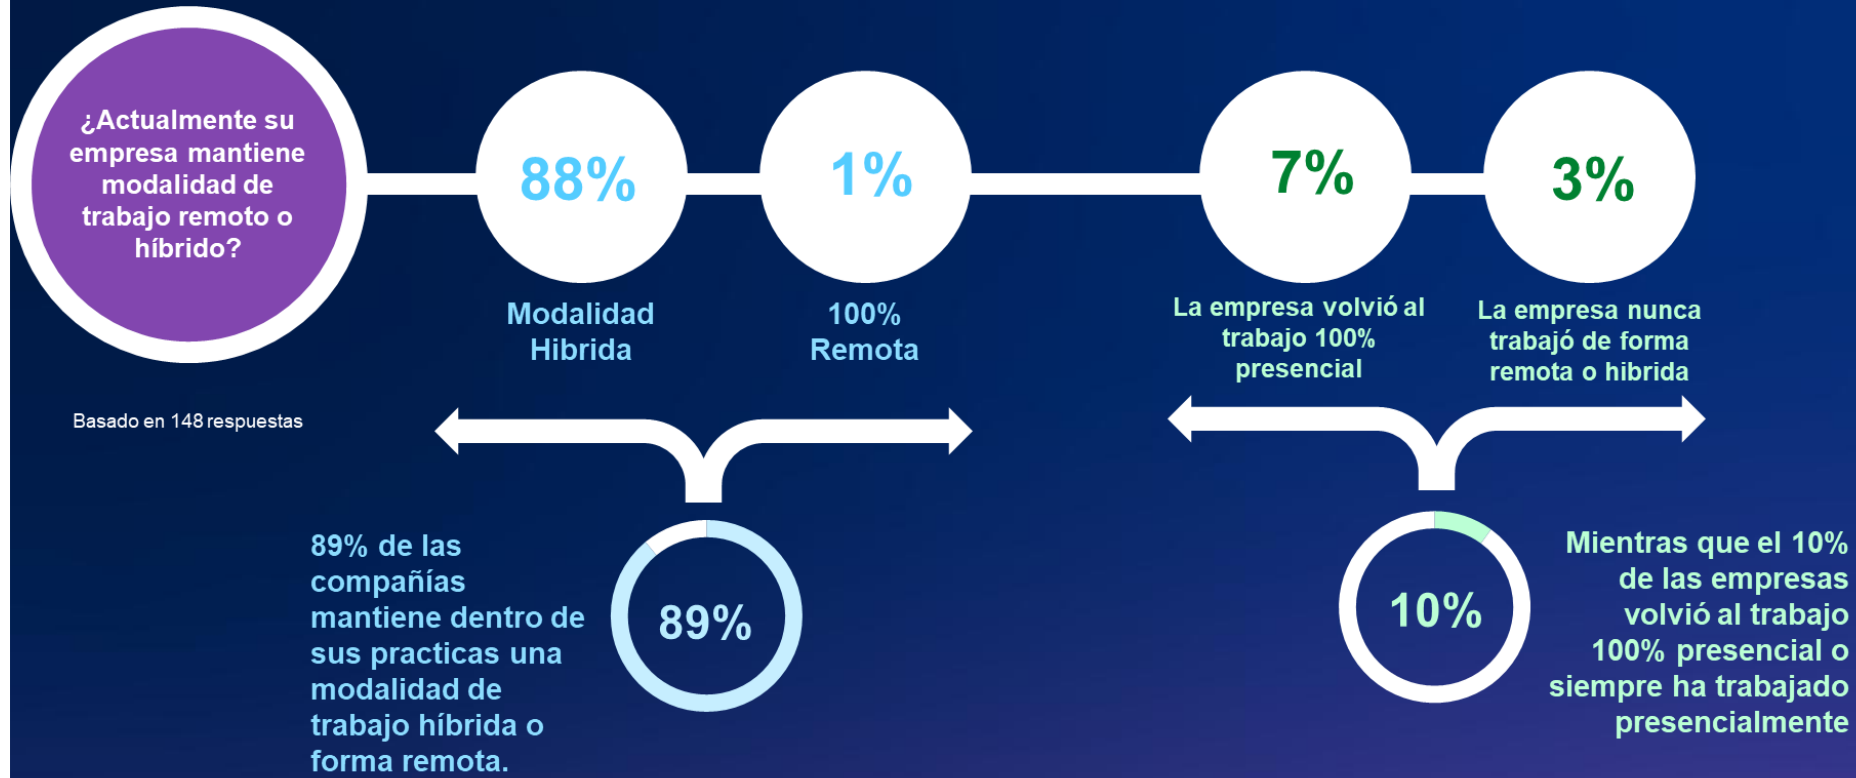 ¿Actualmente su
empresa mantiene
modalidad de
trabajo remoto o
híbrido?
88%
1%
7%
3%
Modalidad
Hibrida
100%
Remota
La empresa volvió al
trabajo 100%
presencial
La empresa nunca
trabajó de forma
remota o hibrida
Basado en 148 respuestas
89% de las
compañías
mantiene dentro de
sus practicas una
modalidad de
trabajo híbrida o
forma remota.
89%
10%
Mientras que el 10%
de las empresas
volvió al trabajo
100% presencial o
siempre ha trabajado
presencialmente